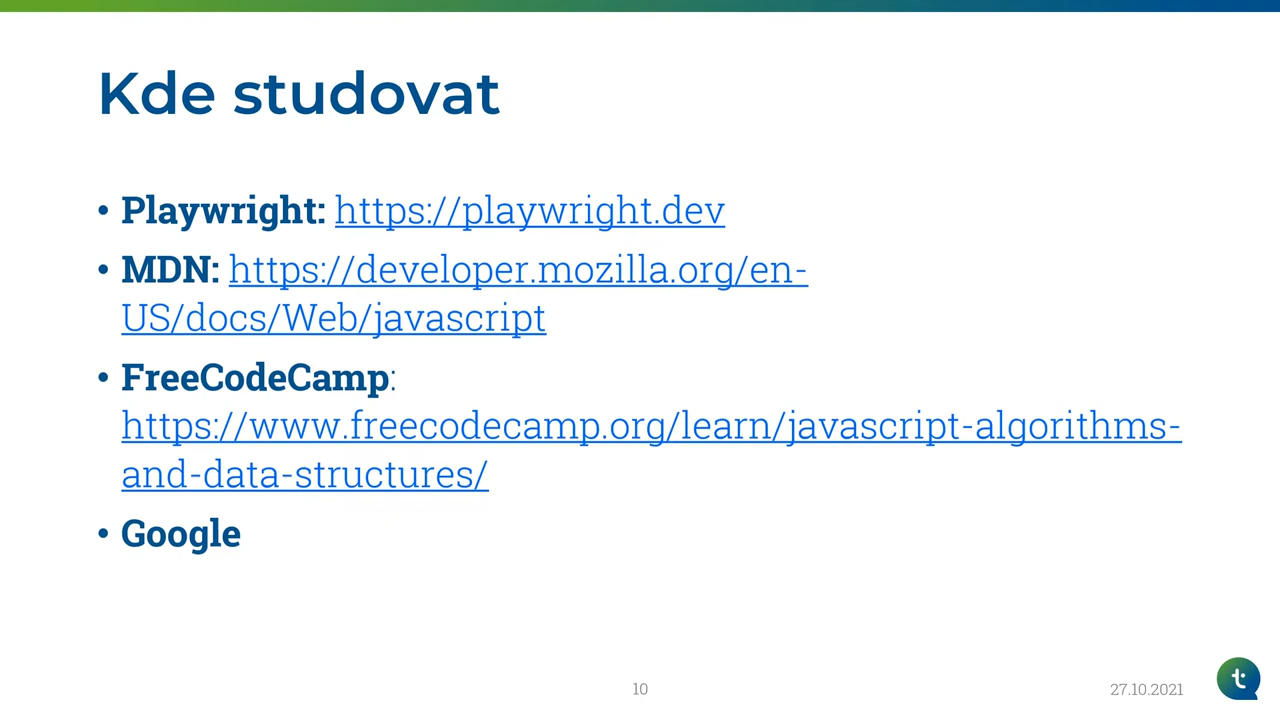 Kde studovat
• Playwright: https://playwright.dev
• MDN: https://developer.mozilla.org/en-
US/docs/Web/javascript
• FreeCodeCamp:
https://www.freecodecamp.org/learn/javascript-algorithms-
and-data-structures/
• Google
10
27.10.2021
t